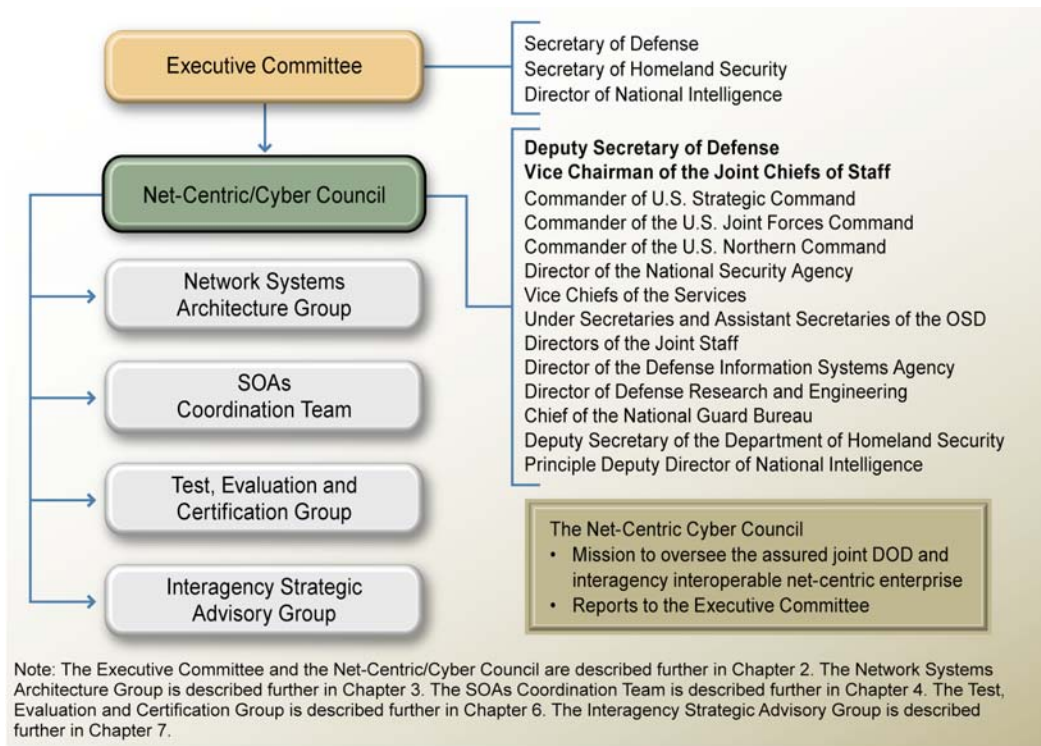 Executive Committee
Secretary of Defense
Secretary of Homeland Security
Director of National Intelligence
Net-Centric/Cyber Council
Deputy Secretary of Defense
Vice Chairman of the Joint Chiefs of Staff
Commander of U.S. Strategic Command
Commander of the U.S. Joint Forces Command
Commander of the U.S. Northern Command
Director of the National Security Agency
Vice Chiefs of the Services
Under Secretaries and Assistant Secretaries of the OSD
Directors of the Joint Staff
Director of the Defense Information Systems Agency
Director of Defense Research and Engineering
Chief of the National Guard Bureau
Deputy Secretary of the Department of Homeland Security
Principle Deputy Director of National Intelligence
Network Systems
Architecture Group
SOAs
Coordination Team
Test, Evaluation and
Certification Group
Interagency Strategic
Advisory Group
The Net-Centric Cyber Council
• Mission to oversee the assured joint DOD and
interagency interoperable net-centric enterprise
• Reports to the Executive Committee
Note: The Executive Committee and the Net-Centric/Cyber Council are described further in Chapter 2. The Network Systems
Architecture Group is described further in Chapter 3. The SOAs Coordination Team is described further in Chapter 4. The Test,
Evaluation and Certification Group is described further in Chapter 6. The Interagency Strategic Advisory Group is described
further in Chapter 7.